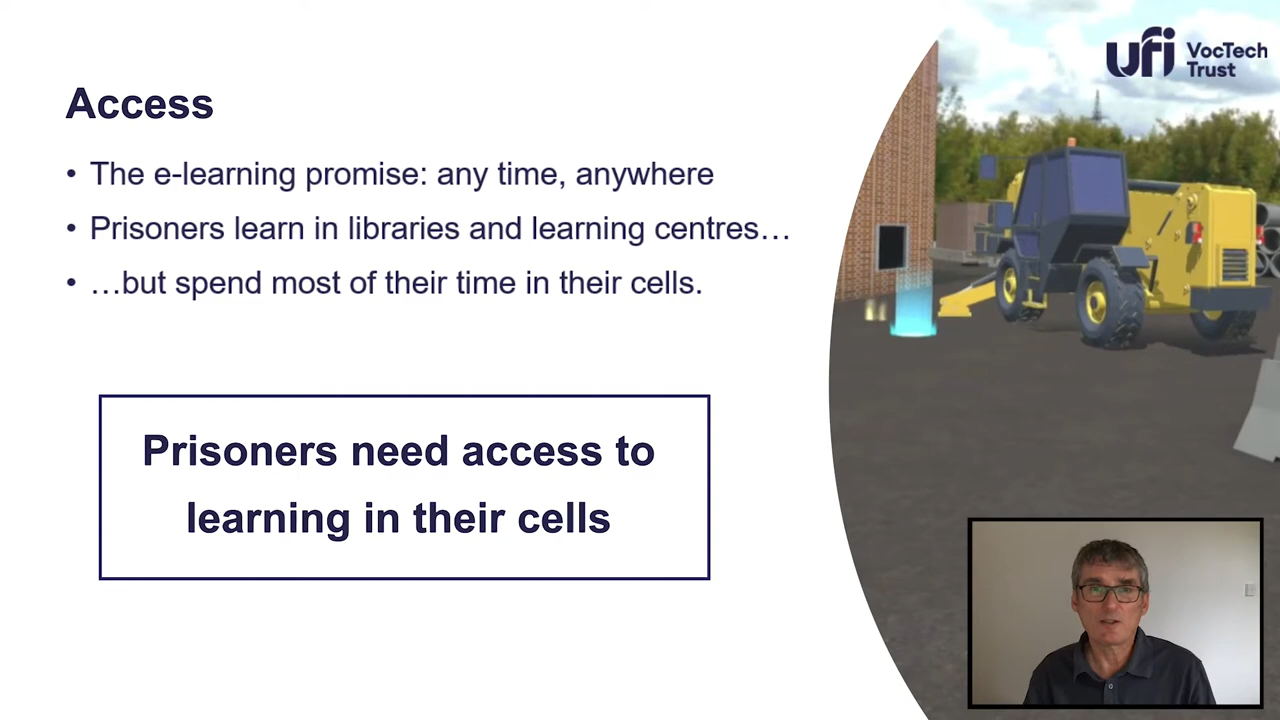 ufi VocTech
Trust
Access
• The e-learning promise: any time, anywhere
• Prisoners learn in libraries and learning centres…
• …but spend most of their time in their cells.
Prisoners need access to
learning in their cells